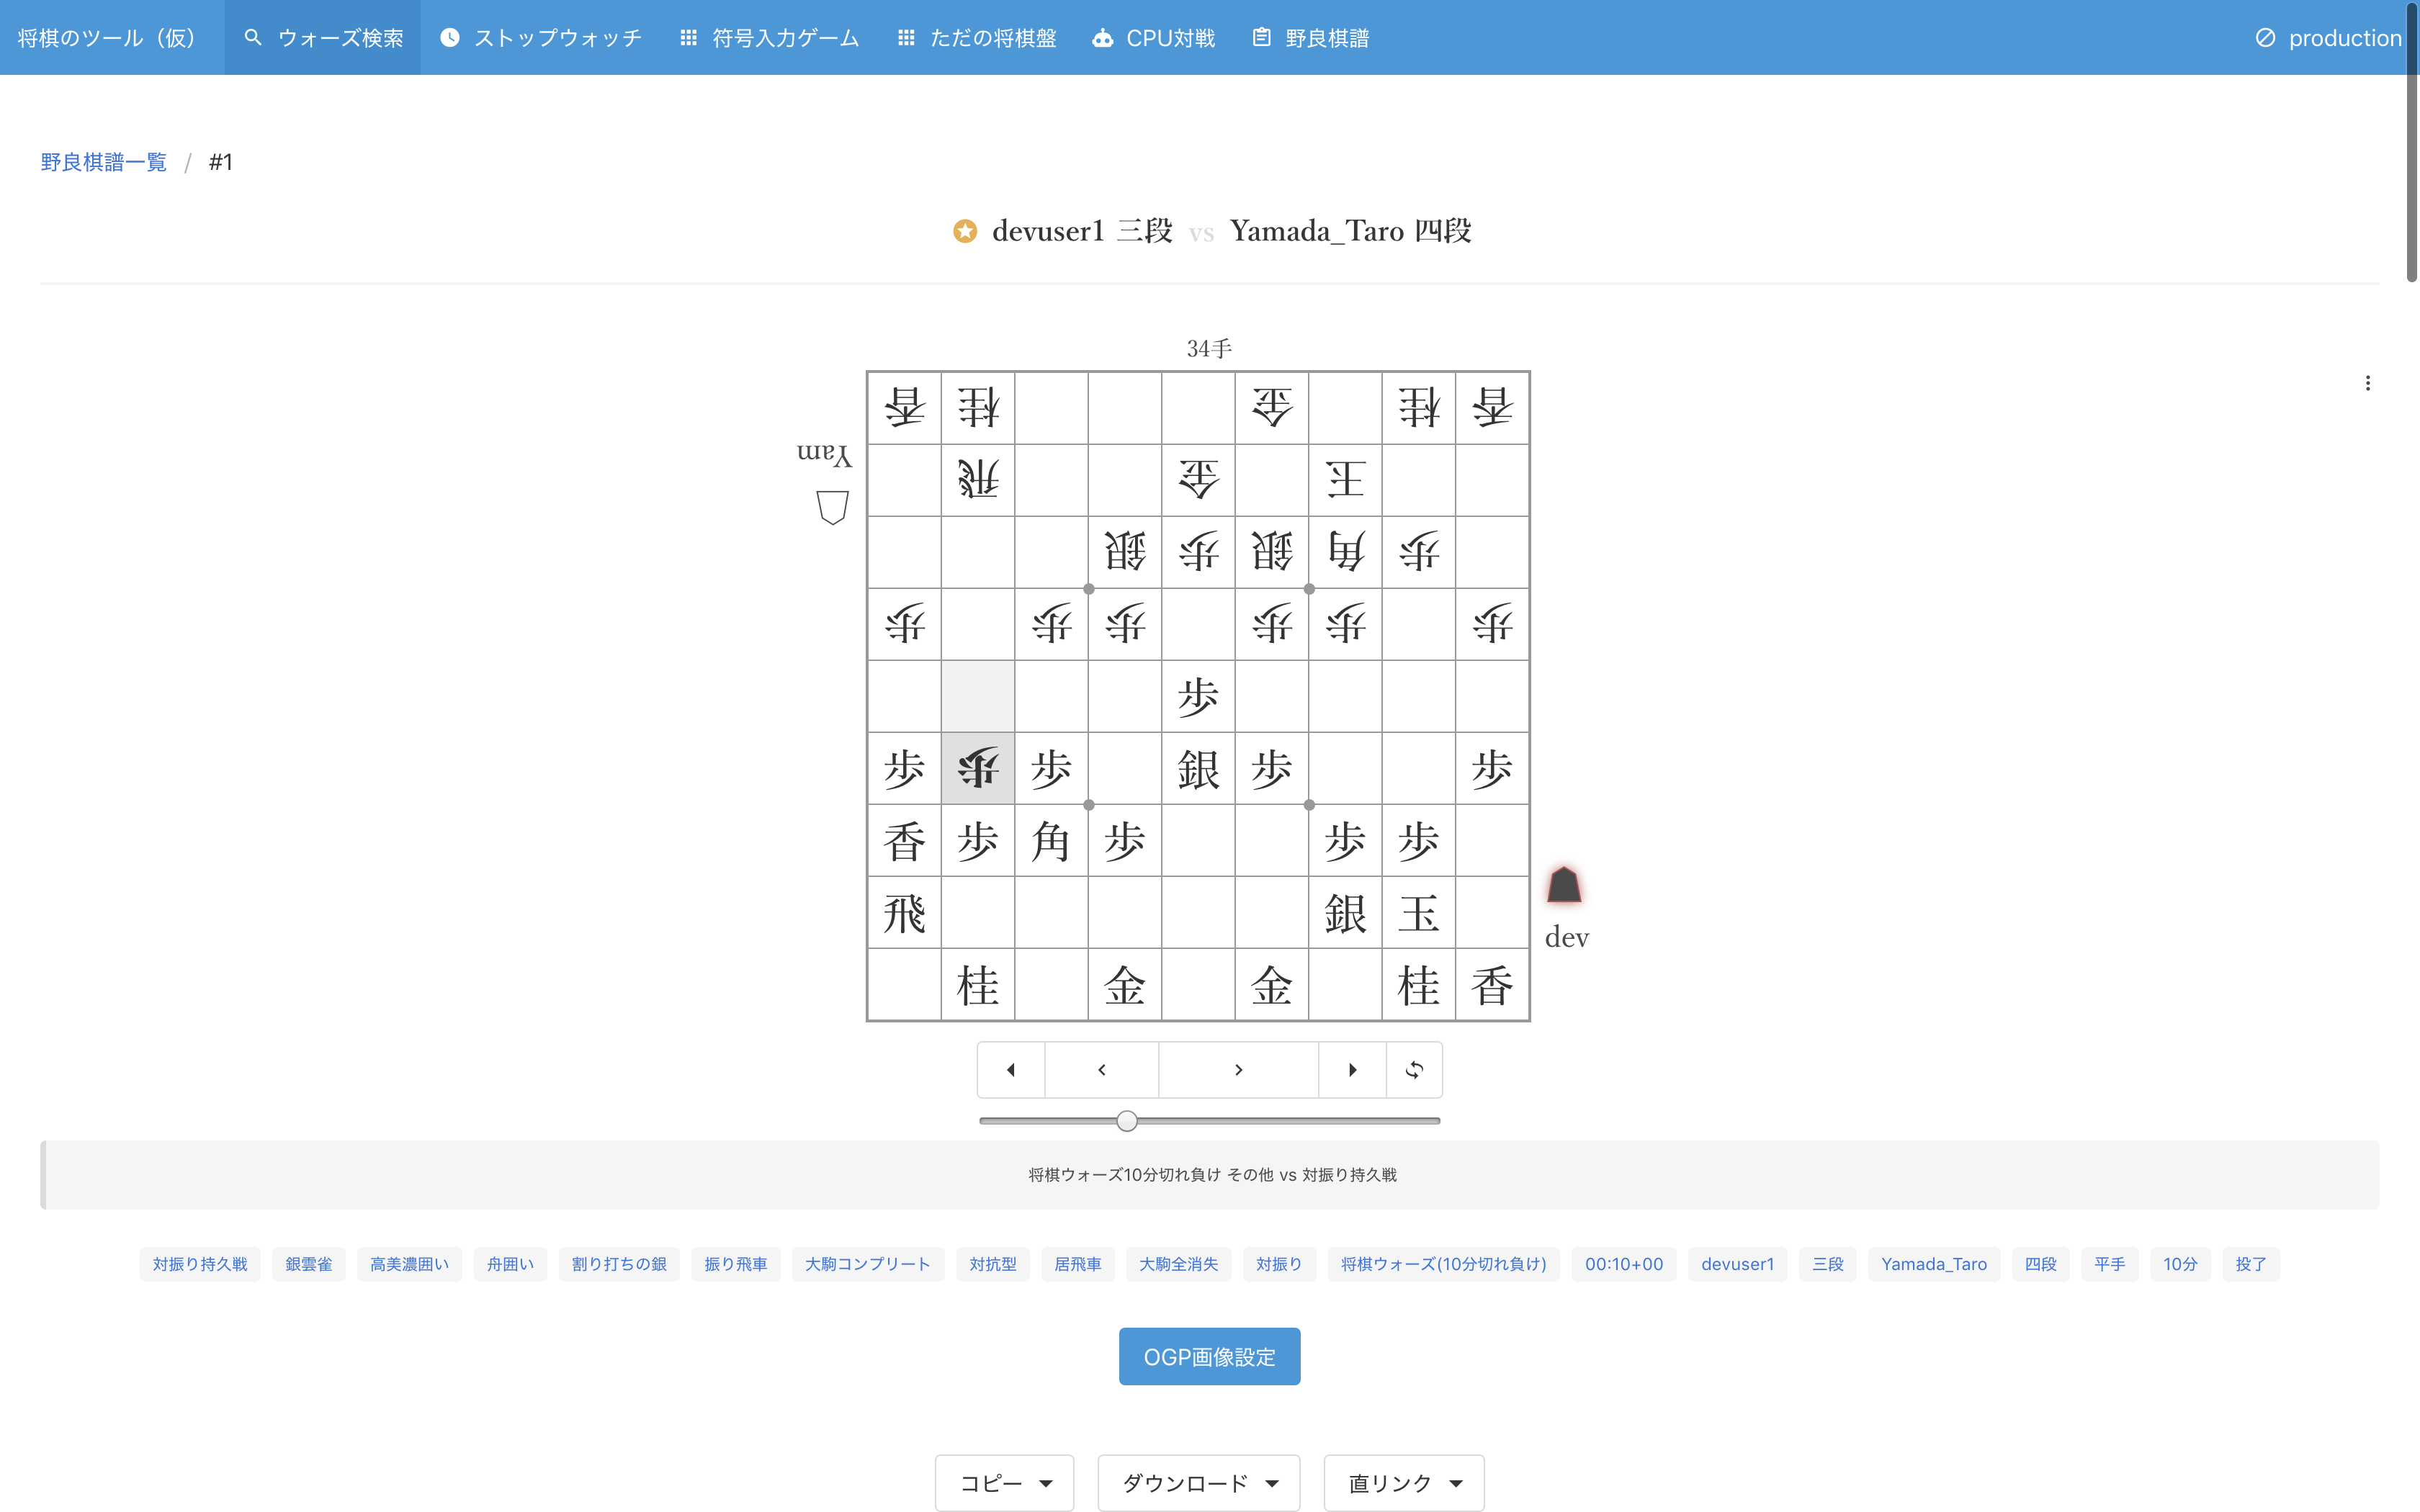 将棋のツール（仮） ウォーズ検索 ストップウォッチ 符号入力ゲーム ただの将棋盤 CPU対戦 野良棋譜 production
野良棋譜一覧 / #1
devuser1 三段 vs Yamada_Taro 四段
34手
香 桂 金 桂 香
Yam
飛 金 王
銀 歩 銀 角 歩
歩 歩 歩 歩 歩 歩
歩
歩 歩 歩 銀 歩 歩
香 歩 角 歩 歩 歩
飛 銀 玉
dev
桂 金 金 桂 香
将棋ウォーズ10分切れ負け その他 vs 対振り持久戦
対振り持久戦 銀雲雀 高美濃囲い 舟囲い 割り打ちの銀 振り飛車 大駒コンプリート 対抗型 居飛車 大駒全消失 対振り 将棋ウォーズ(10分切れ負け) 00:10+00 devuser1 三段 Yamada_Taro 四段 平手 10分 投了
OGP画像設定
コピー ダウンロード 直リンク